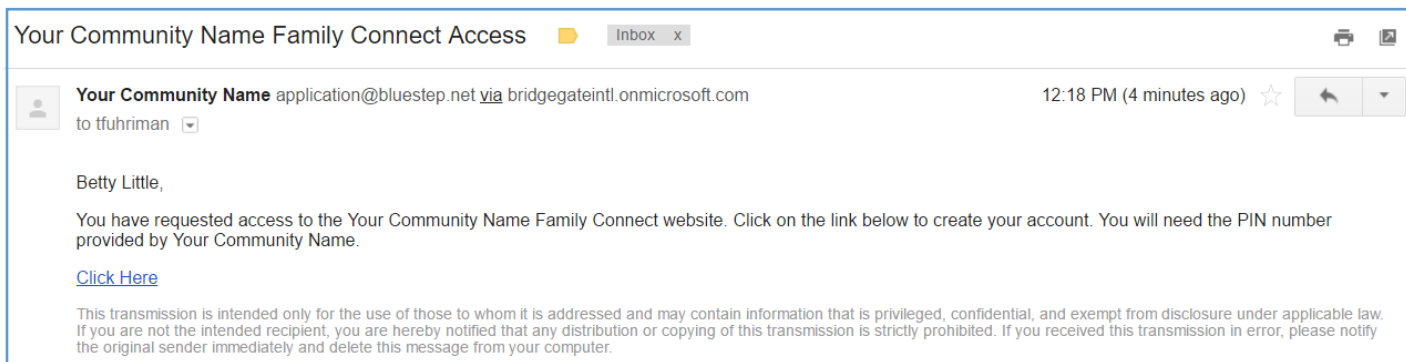 Your Community Name Family Connect Access Inbox x
Your Community Name application@bluestep.net via bridgegateintl.onmicrosoft.com 12:18 PM (4 minutes ago)
to tfuhriman
Betty Little,
You have requested access to the Your Community Name Family Connect website. Click on the link below to create your account. You will need the PIN number
provided by Your Community Name.
Click Here
This transmission is intended only for the use of those to whom it is addressed and may contain information that is privileged, confidential, and exempt from disclosure under applicable law.
If you are not the intended recipient, you are hereby notified that any distribution or copying of this transmission is strictly prohibited. If you received this transmission in error, please notify
the original sender immediately and delete this message from your computer.